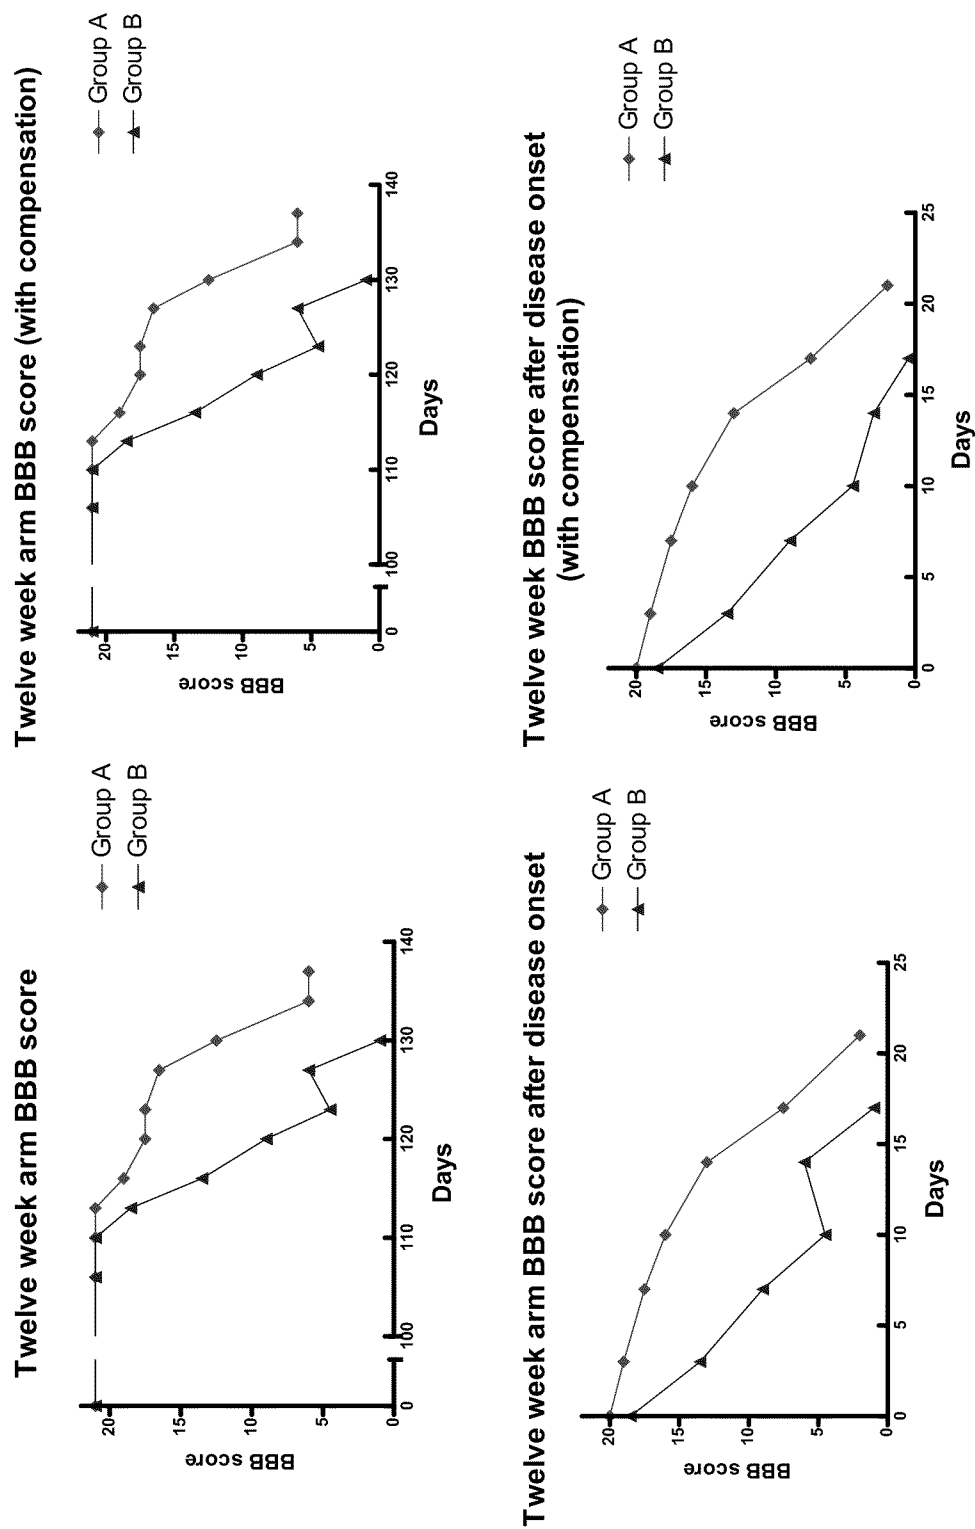 Twelve week arm BBB score
Group A
Group B
BBB score
20
15
10
5
0
0
100
110
120
130
140
Days
Twelve week arm BBB score (with compensation)
Group A
Group B
BBB score
20
15
10
5
0
0
100
110
120
130
140
Days
Twelve week arm BBB score after disease onset
Group A
Group B
BBB score
20
15
10
5
0
0
5
10
15
20
25
Days
Twelve week BBB score after disease onset
(with compensation)
Group A
Group B
BBB score
20
15
10
5
0
0
5
10
15
20
25
Days